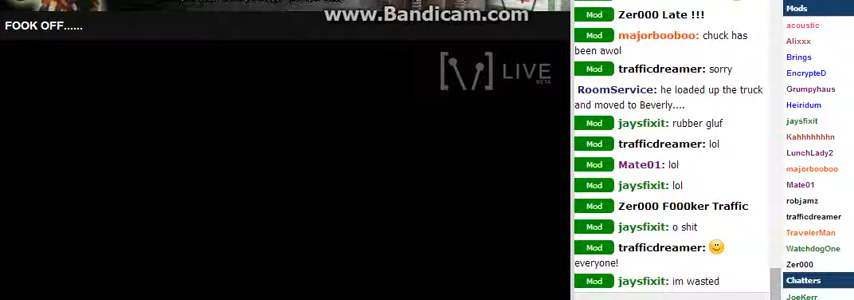 www.Bandicam.com
FOOK OFF......
LIVE
BETA
Mod Zer000 Late !!!
Mod majorbooboo: chuck has
been awol
Mod trafficdreamer: sorry
RoomService: he loaded up the truck
and moved to Beverly....
Mod jaysfixit: rubber gluf
Mod trafficdreamer: lol
Mod Mate01: lol
Mod jaysfixit: lol
Mod Zer000 F000ker Traffic
Mod jaysfixit: o shit
Mod trafficdreamer:
everyone!
Mod jaysfixit: im wasted
Mods
acoustic
Alixxx
Brings
EncrypteD
Grumpyhaus
Heiridum
jaysfixit
Kahhhhhhhn
LunchLady2
majorbooboo
Mate01
robjamz
trafficdreamer
TravelerMan
WatchdogOne
Zer000
Chatters
JoeKerr